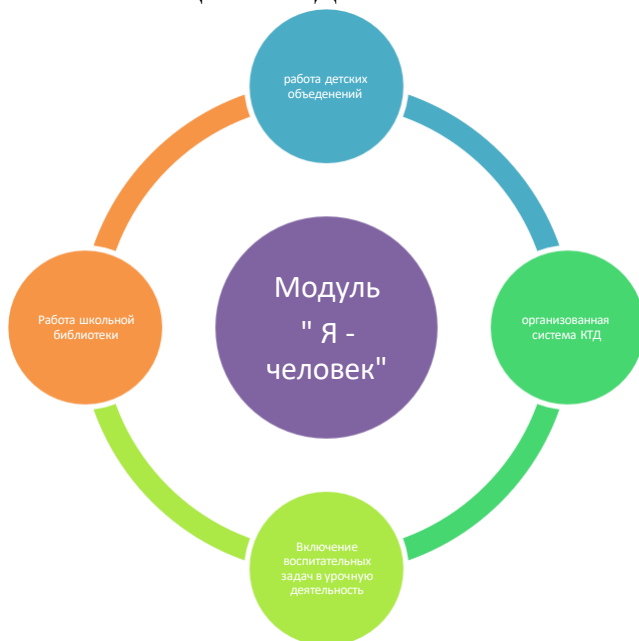 работа детских
объеденений
Модуль
" Я -
человек"
Работа школьной
библиотеки
организованная
система КТД
Включение
воспитательных
задач в урочную
деятельность